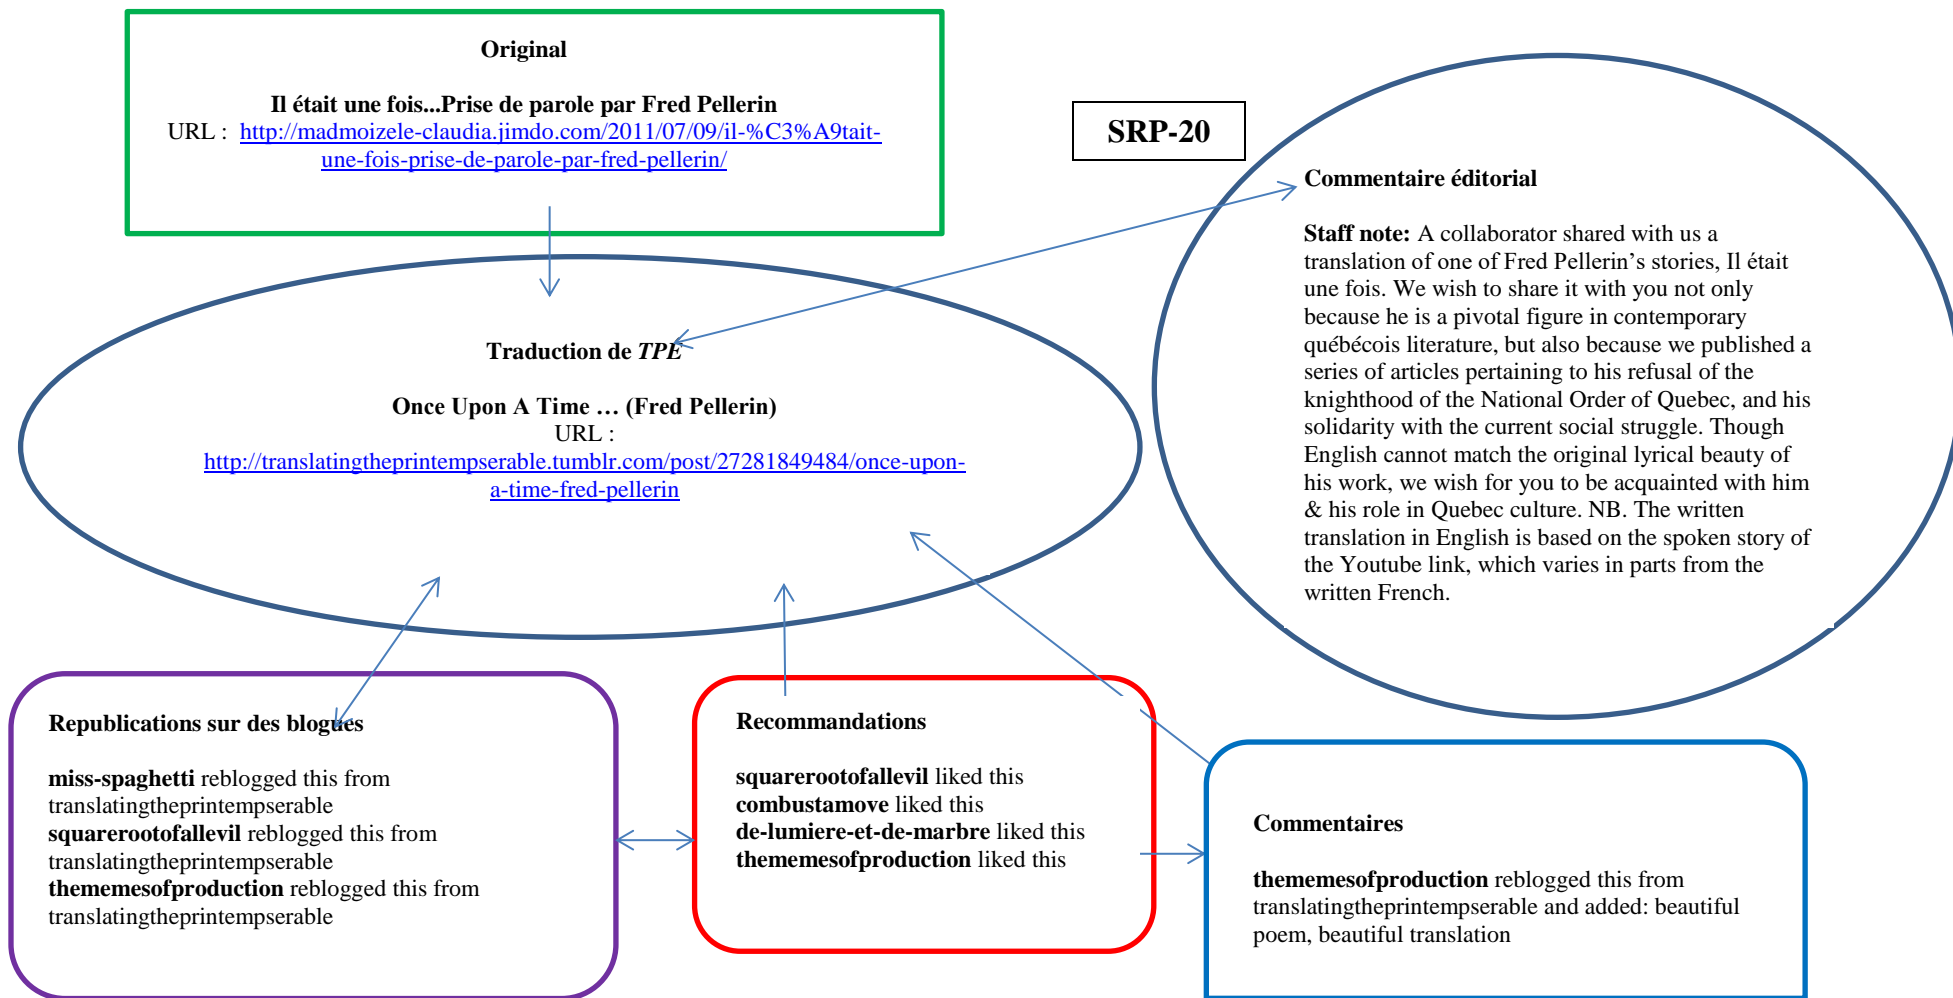 Original
Il était une fois...Prise de parole par Fred Pellerin
URL : http://madmoizele-claudia.jimdo.com/2011/07/09/il-%C3%A9tait-
une-fois-prise-de-parole-par-fred-pellerin/
SRP-20
Commentaire éditorial
Staff note: A collaborator shared with us a
translation of one of Fred Pellerin’s stories, Il était
une fois. We wish to share it with you not only
because he is a pivotal figure in contemporary
québécois literature, but also because we published a
series of articles pertaining to his refusal of the
knighthood of the National Order of Quebec, and his
solidarity with the current social struggle. Though
English cannot match the original lyrical beauty of
his work, we wish for you to be acquainted with him
& his role in Quebec culture. NB. The written
translation in English is based on the spoken story of
the Youtube link, which varies in parts from the
written French.
Traduction de TPE
Once Upon A Time … (Fred Pellerin)
URL :
http://translatingtheprintempserable.tumblr.com/post/27281849484/once-upon-
a-time-fred-pellerin
Republications sur des blogues
miss-spaghetti reblogged this from
translatingtheprintempserable
squarerootofallevil reblogged this from
translatingtheprintempserable
thememesofproduction reblogged this from
translatingtheprintempserable
Recommandations
squarerootofallevil liked this
combustamove liked this
de-lumiere-et-de-marbre liked this
thememesofproduction liked this
Commentaires
thememesofproduction reblogged this from
translatingtheprintempserable and added: beautiful
poem, beautiful translation